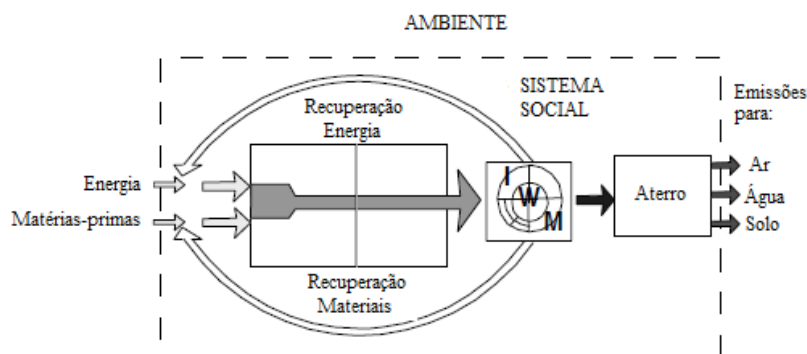 AMBIENTE
SISTEMA
SOCIAL
Emissões
para:
Recuperação
Energia
Energia
Matérias-primas
I
W
M
Aterro
Ar
Água
Solo
Recuperação
Materiais